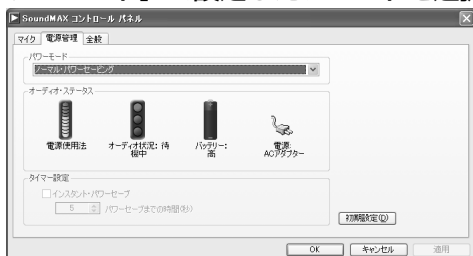 SoundMAX コントロール パネル
マイク 電源管理 全般
パワーモード
ノーマル・パワーセービング
オーディオ・ステータス
電源使用法
オーディオ状況: 待
機中
バッテリー:
高
電源:
ACアダプター
タイマー設定
インスタント・パワーセーブ
5 パワーセーブまでの時間(秒)
初期設定(D)
OK キャンセル 適用